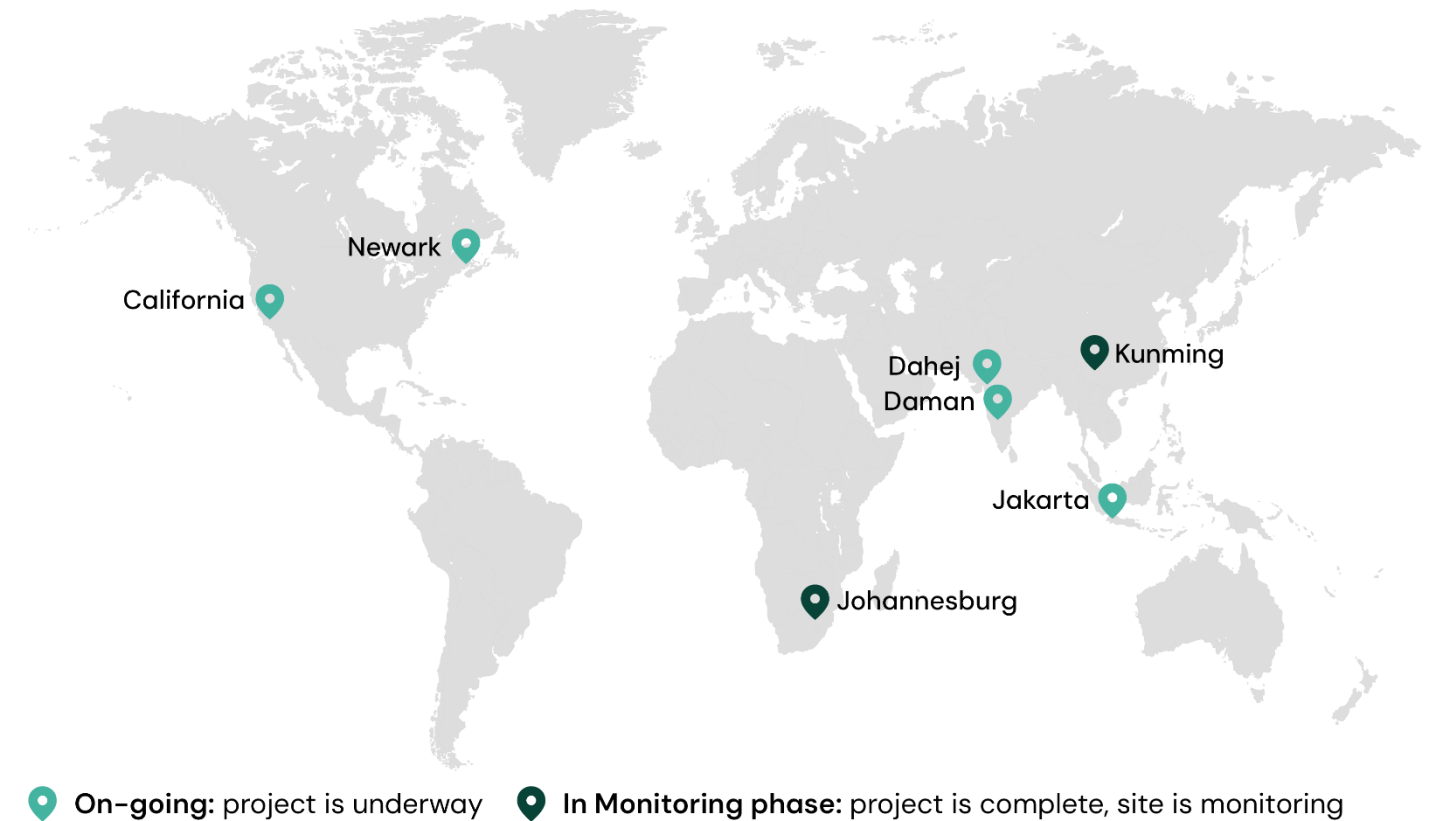 Newark
California
Kunming
Dahej
Daman
Jakarta
Johannesburg
On-going: project is underway
In Monitoring phase: project is complete, site is monitoring